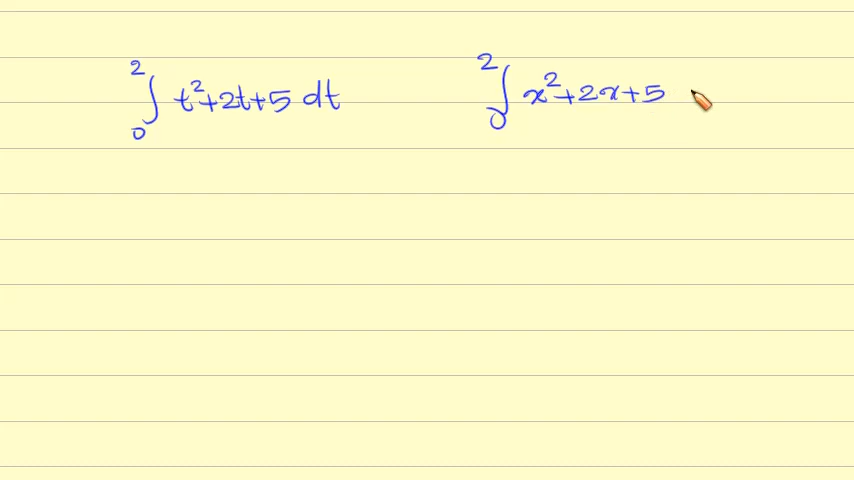 ∫₀² t²+2t+5 dt    ∫₀² x²+2x+5